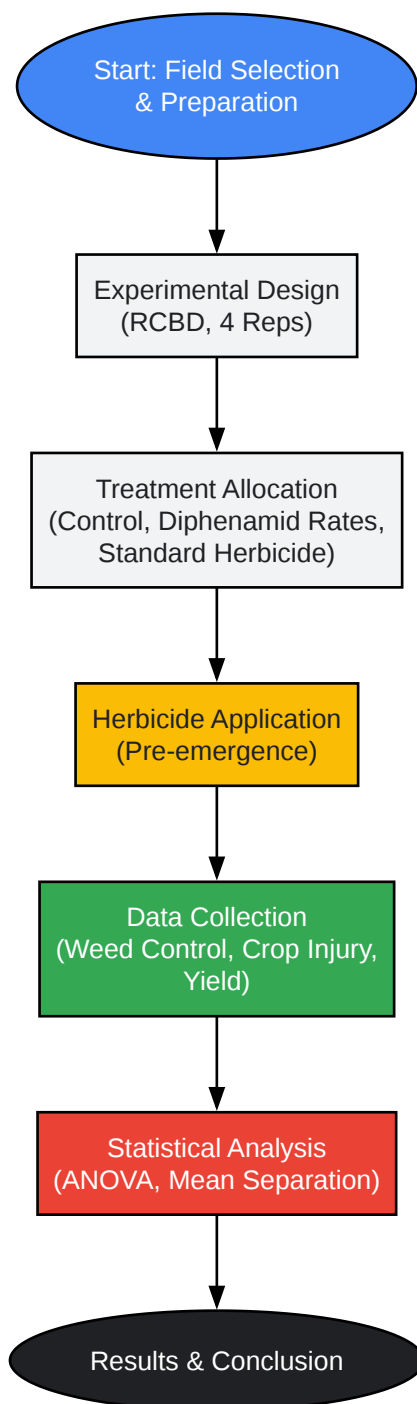 Start: Field Selection
& Preparation
Experimental Design
(RCBD, 4 Reps)
Treatment Allocation
(Control, Diphenamid Rates,
Standard Herbicide)
Herbicide Application
(Pre-emergence)
Data Collection
(Weed Control, Crop Injury,
Yield)
Statistical Analysis
(ANOVA, Mean Separation)
Results & Conclusion